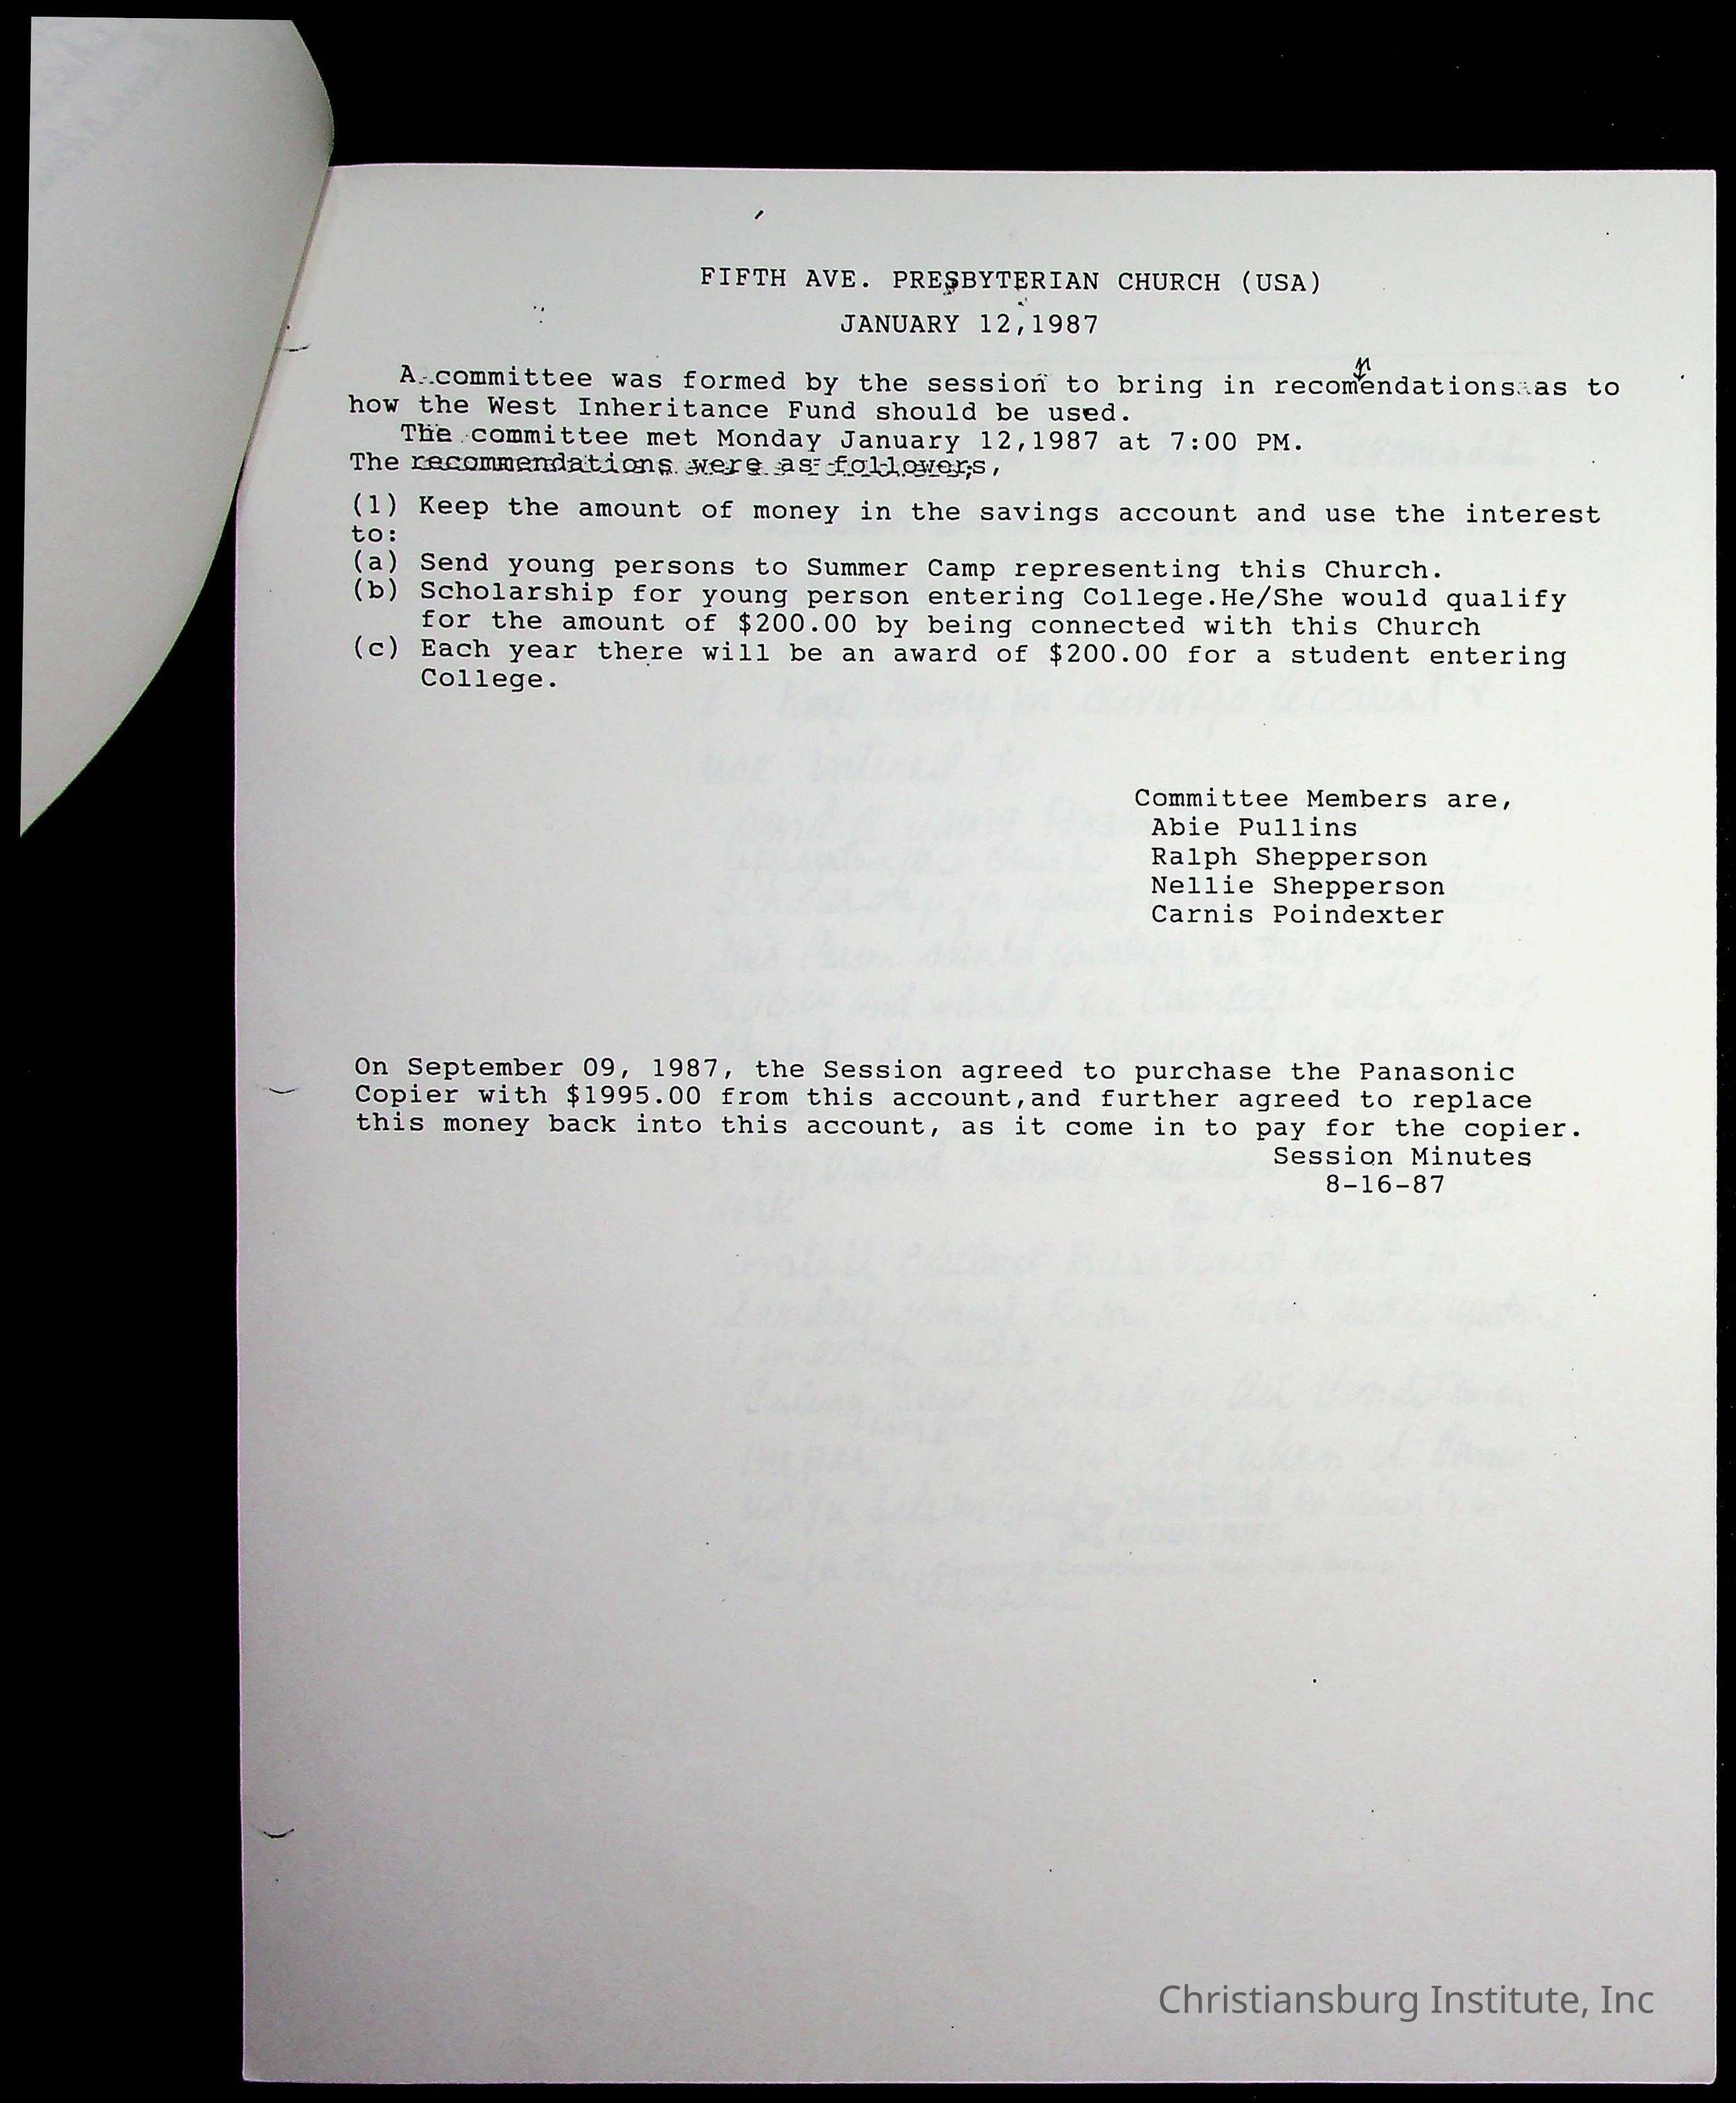 FIFTH AVE. PRESBYTERIAN CHURCH (USA)
JANUARY 12,1987
A committee was formed by the session to bring in recomendations as to
how the West Inheritance Fund should be used.
The committee met Monday January 12,1987 at 7:00 PM.
The recommendations were as followers,
(1) Keep the amount of money in the savings account and use the interest
to:
(a) Send young persons to Summer Camp representing this Church.
(b) Scholarship for young person entering College.He/She would qualify
for the amount of $200.00 by being connected with this Church
(c) Each year there will be an award of $200.00 for a student entering
College.
Committee Members are,
Abie Pullins
Ralph Shepperson
Nellie Shepperson
Carnis Poindexter
On September 09, 1987, the Session agreed to purchase the Panasonic
Copier with $1995.00 from this account,and further agreed to replace
this money back into this account, as it come in to pay for the copier.
Session Minutes
8-16-87
Christiansburg Institute, Inc